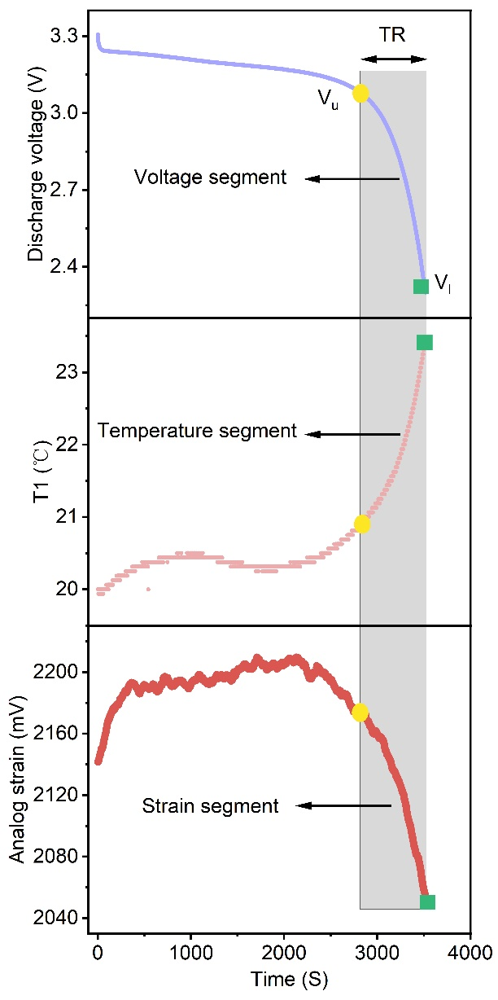 TR
3.3
3.0
2.7
2.4
Discharge voltage (V)
Vu
Voltage segment
Vl
23
22
21
20
T1 (℃)
Temperature segment
2200
2160
2120
2080
2040
Analog strain (mV)
Strain segment
0
1000
2000
3000
4000
Time (S)